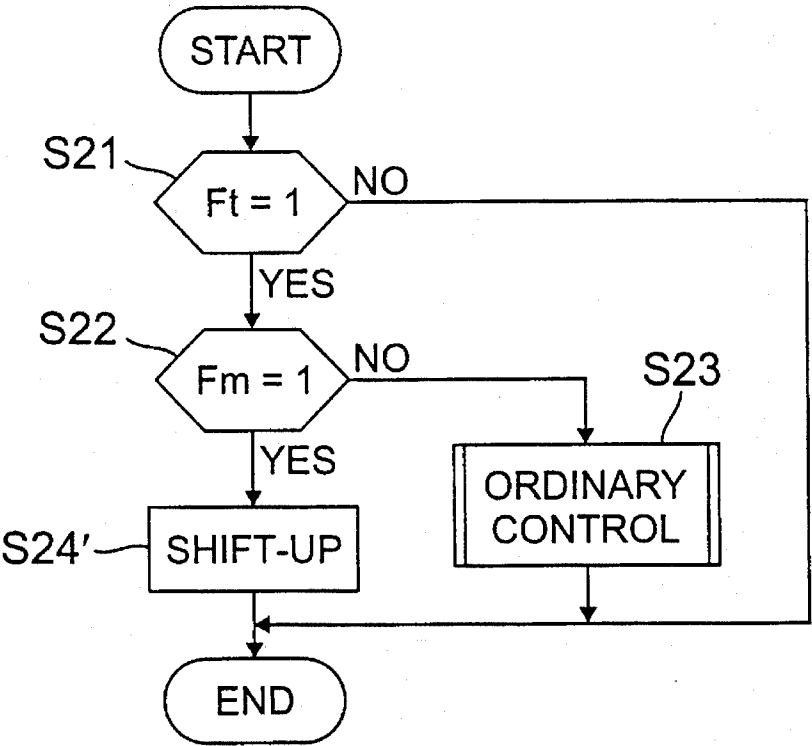 START
S21
Ft = 1
NO
YES
S22
Fm = 1
NO
S23
YES
ORDINARY
CONTROL
S24′
SHIFT-UP
END